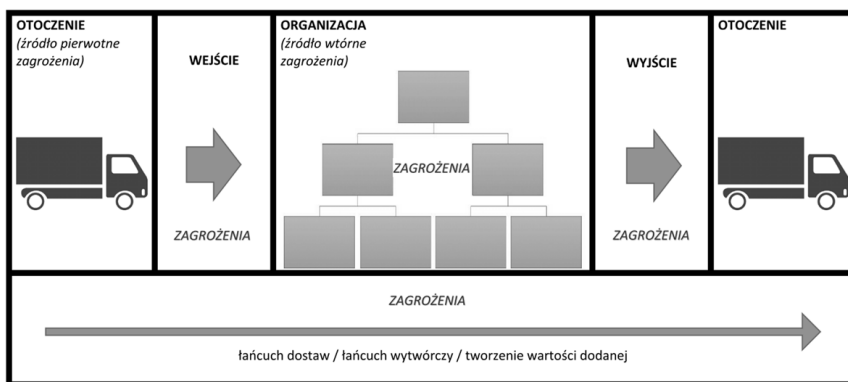 OTOCZENIE
(źródło pierwotne
zagrożenia)
WEJŚCIE
ZAGROŻENIA
ORGANIZACJA
(źródło wtórne
zagrożenia)
ZAGROŻENIA
WYJŚCIE
ZAGROŻENIA
OTOCZENIE
ZAGROŻENIA
łańcuch dostaw / łańcuch wytwórczy / tworzenie wartości dodanej